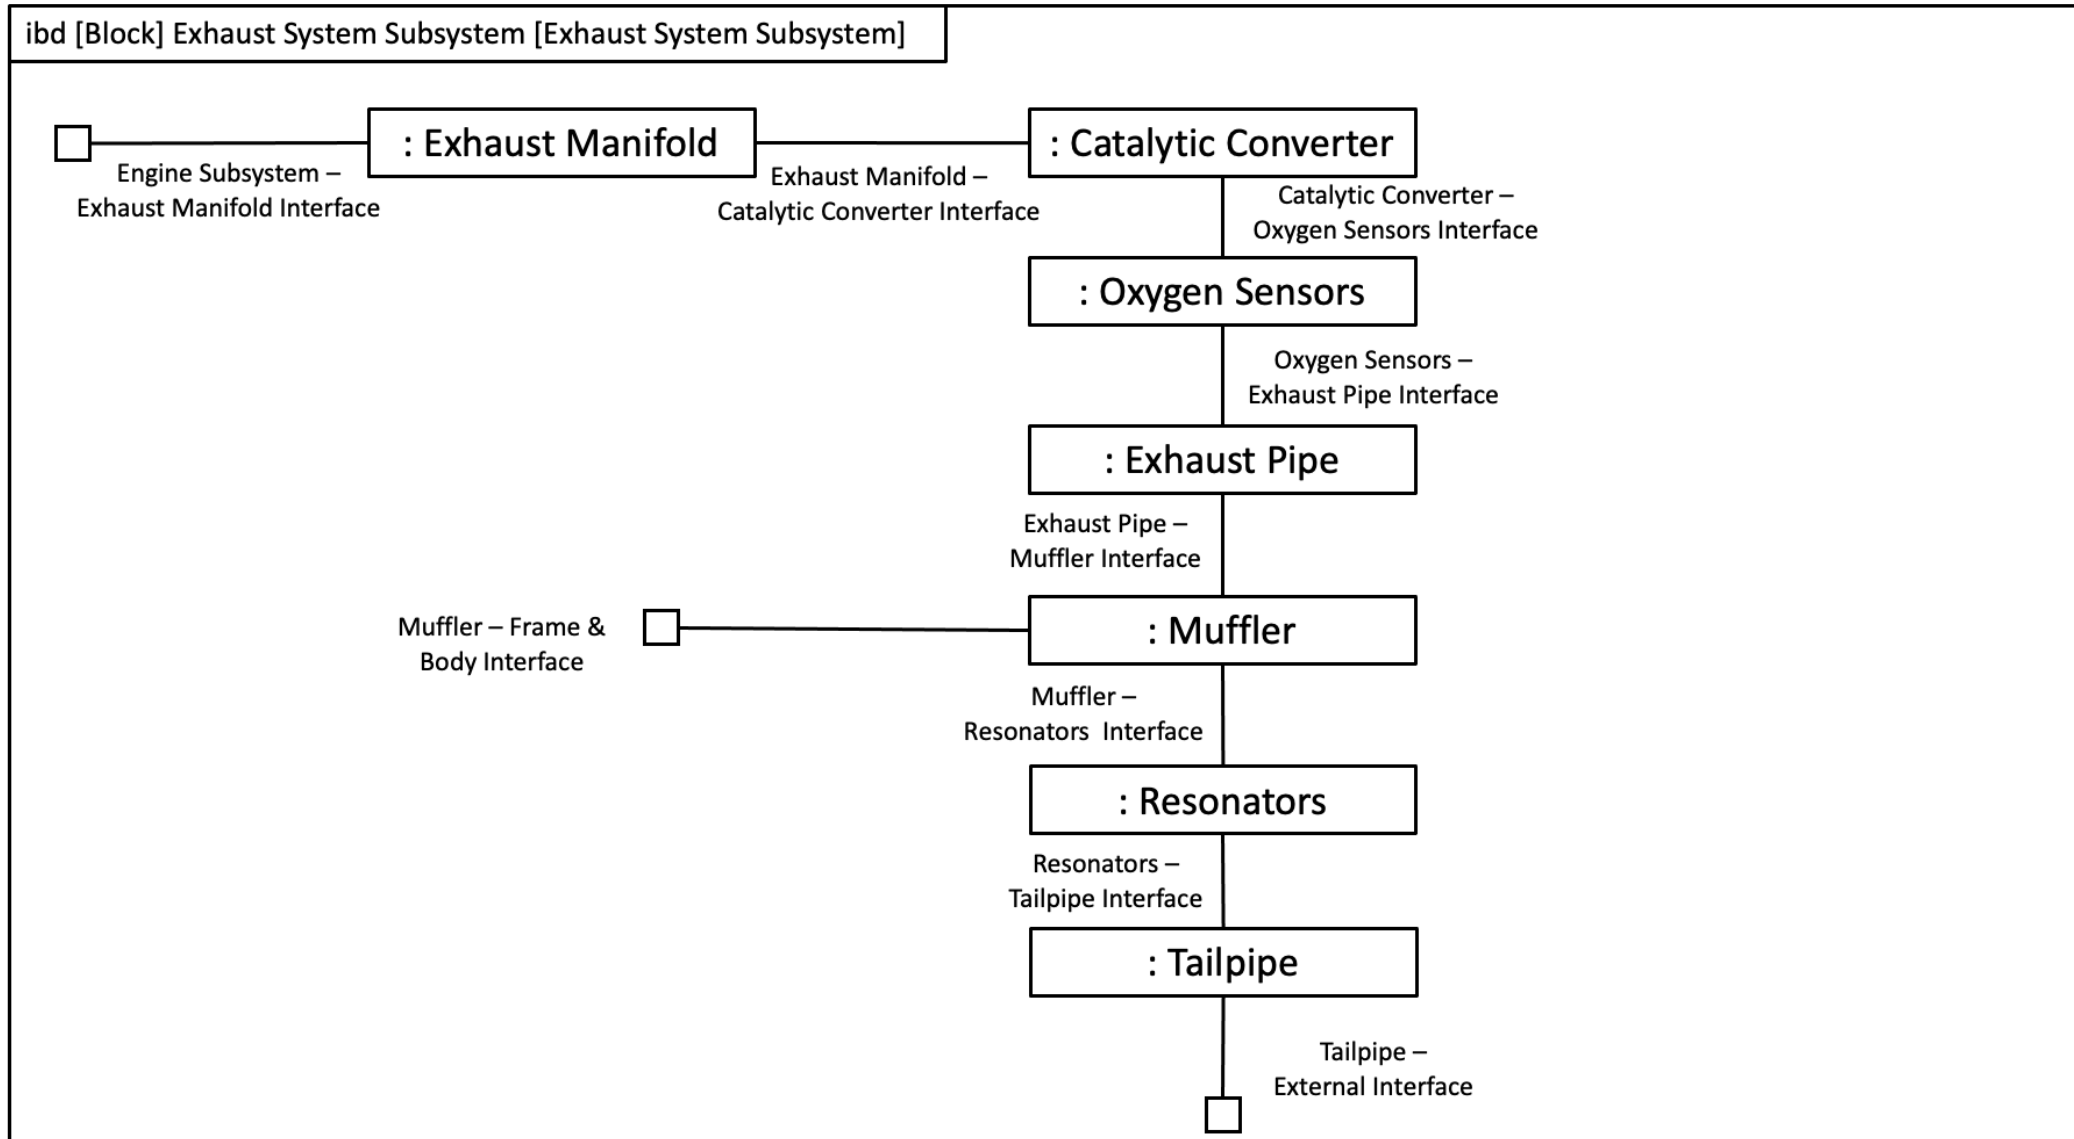 ibd [Block] Exhaust System Subsystem [Exhaust System Subsystem]
: Exhaust Manifold
: Catalytic Converter
Engine Subsystem –
Exhaust Manifold Interface
Exhaust Manifold –
Catalytic Converter Interface
Catalytic Converter –
Oxygen Sensors Interface
: Oxygen Sensors
Oxygen Sensors –
Exhaust Pipe Interface
: Exhaust Pipe
Exhaust Pipe –
Muffler Interface
Muffler – Frame &
Body Interface
: Muffler
Muffler –
Resonators  Interface
: Resonators
Resonators –
Tailpipe Interface
: Tailpipe
Tailpipe –
External Interface